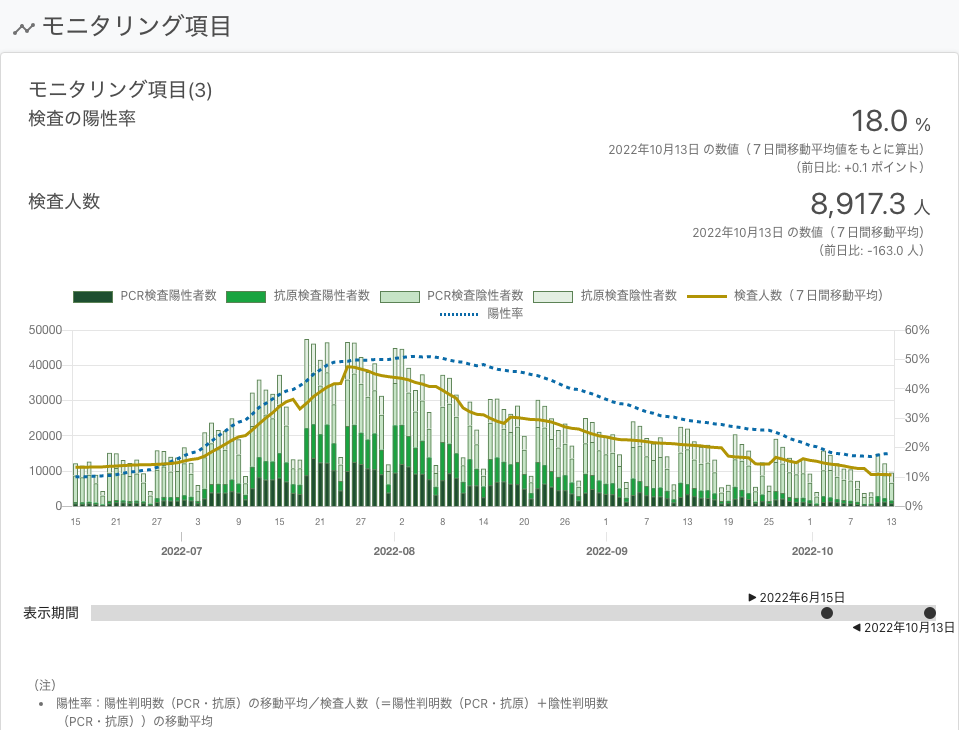 モニタリング項目
モニタリング項目(3)
検査の陽性率
18.0 %
2022年10月13日 の数値（７日間移動平均値をもとに算出）
（前日比: +0.1 ポイント）
検査人数
8,917.3 人
2022年10月13日 の数値（７日間移動平均）
（前日比: -163.0 人）
PCR検査陽性者数 抗原検査陽性者数 PCR検査陰性者数 抗原検査陰性者数 検査人数（７日間移動平均）
陽性率
50000 60%
50%
40000
40%
30000
30%
20000
20%
10000
10%
0 0%
15 21 27 3 9 15 21 27 2 8 14 20 26 1 7 13 19 25 1 7 13
2022-07 2022-08 2022-09 2022-10
▶ 2022年6月15日
表示期間
◀ 2022年10月13日
（注）
• 陽性率：陽性判明数（PCR・抗原）の移動平均／検査人数（＝陽性判明数（PCR・抗原）＋陰性判明数
（PCR・抗原））の移動平均